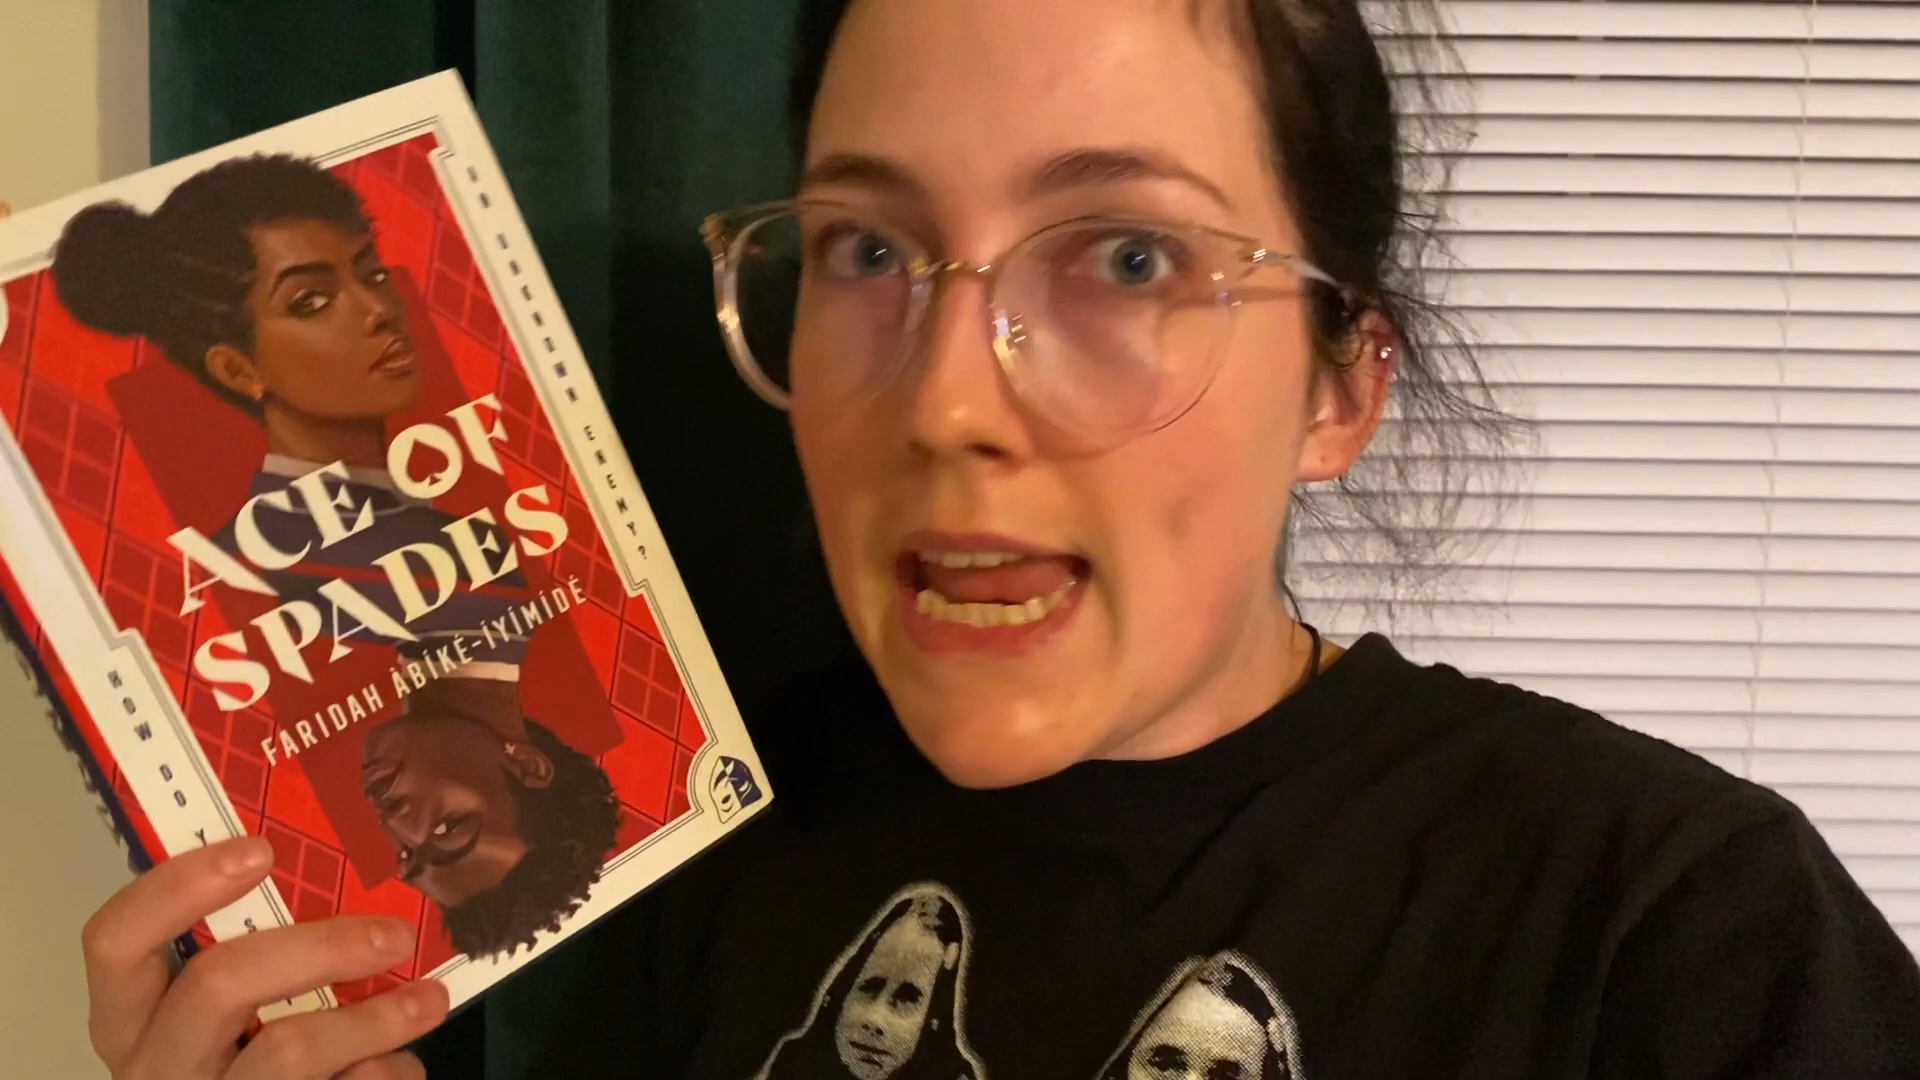 ACE OF
SPADES
FARIDAH ÀBÍKÉ-ÍYÍMÍDÉ
HOW DO Y
AN UNKNOWN ENEMY?